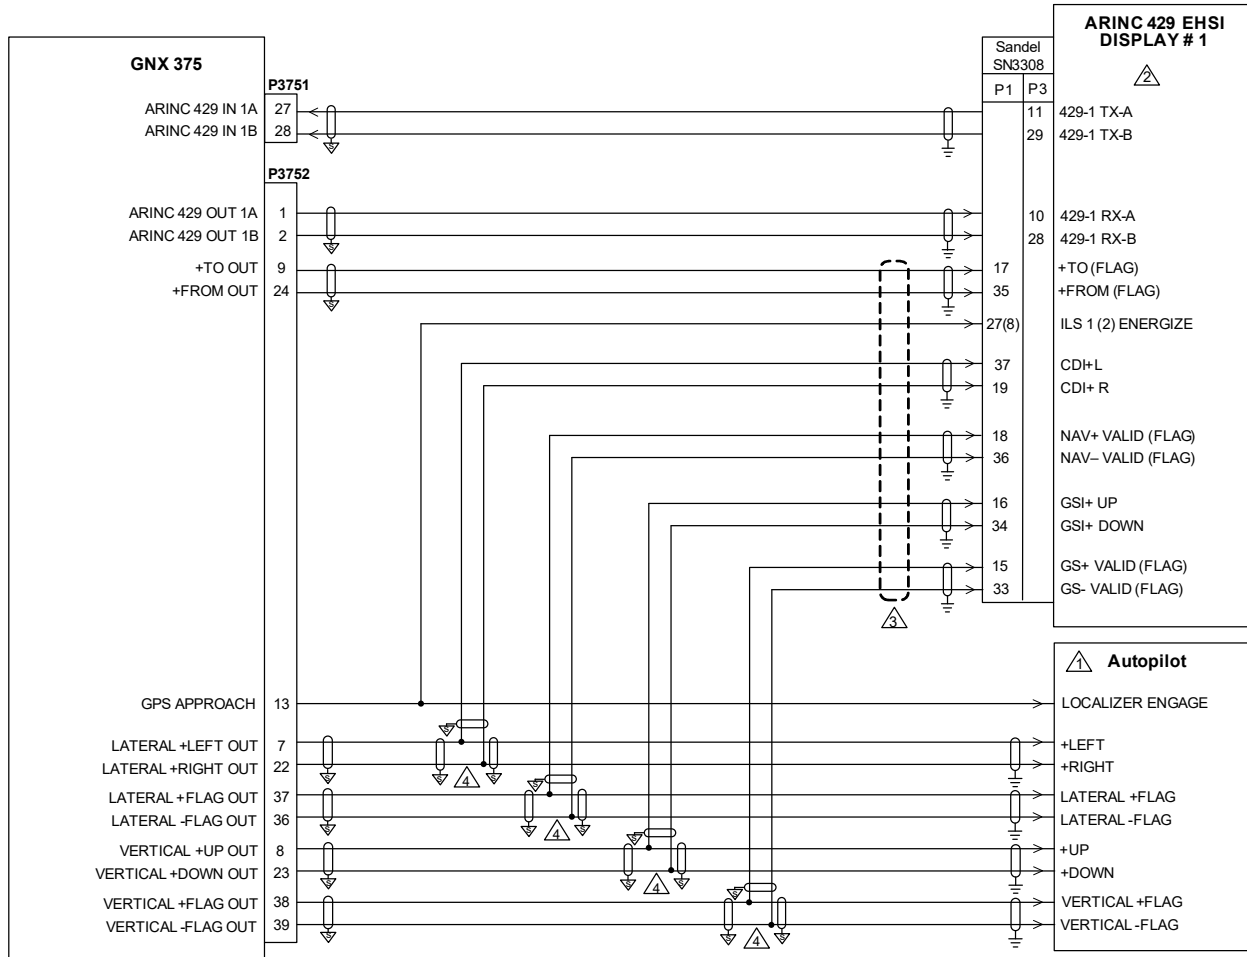 ARINC 429 EHSI
DISPLAY # 1
2
Sandel
SN3308
P1 P3
GNX 375
P3751
ARINC 429 IN 1A 27 11 429-1 TX-A
ARINC 429 IN 1B 28 29 429-1 TX-B
S
P3752
ARINC 429 OUT 1A 1 10 429-1 RX-A
ARINC 429 OUT 1B 2 28 429-1 RX-B
S
+TO OUT 9 17 +TO (FLAG)
+FROM OUT 24 35 +FROM (FLAG)
S
27(8) ILS 1 (2) ENERGIZE
37 CDI+L
19 CDI+ R
18 NAV+ VALID (FLAG)
36 NAV– VALID (FLAG)
16 GSI+ UP
34 GSI+ DOWN
15 GS+ VALID (FLAG)
33 GS- VALID (FLAG)
3
1 Autopilot
GPS APPROACH 13 LOCALIZER ENGAGE
S
LATERAL +LEFT OUT 7 +LEFT
LATERAL +RIGHT OUT 22 +RIGHT
S S 4 S
S
LATERAL +FLAG OUT 37 LATERAL +FLAG
LATERAL -FLAG OUT 36 LATERAL -FLAG
S S 4 S
S
VERTICAL +UP OUT 8 +UP
VERTICAL +DOWN OUT 23 +DOWN
S S 4 S
S
VERTICAL +FLAG OUT 38 VERTICAL +FLAG
VERTICAL -FLAG OUT 39 VERTICAL -FLAG
S S 4 S